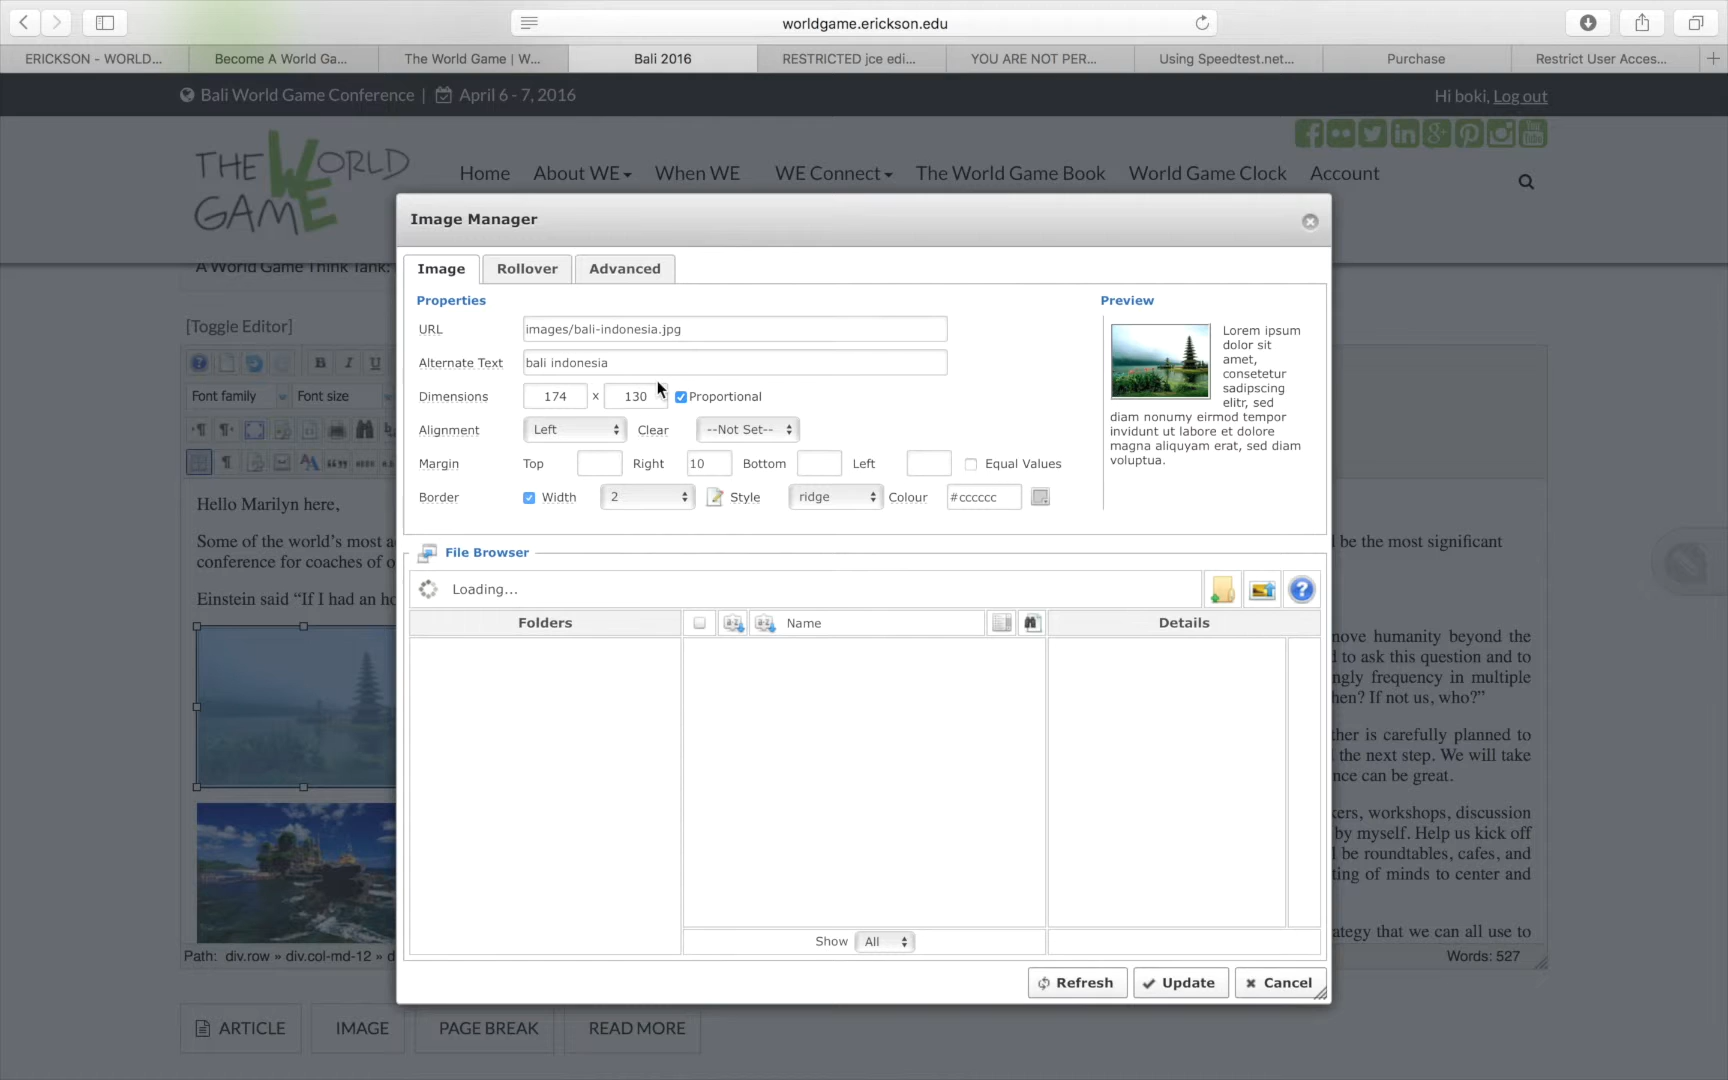 worldgame.erickson.edu
ERICKSON - WORLD...
Become A World Ga...
The World Game | W...
Bali 2016
RESTRICTED jce edi...
YOU ARE NOT PER...
Using Speedtest.net...
Purchase
Restrict User Acces...
Bali World Game Conference | April 6 - 7, 2016
Hi boki, Log out
THE WORLD
WE
GAME
Home About WE When WE WE Connect The World Game Book World Game Clock Account
A World Game Think Tank:
[Toggle Editor]
Font family Font size
Image Manager
Image Rollover Advanced
Properties
URL images/bali-indonesia.jpg
Alternate Text bali indonesia
Dimensions 174 x 130 Proportional
Alignment Left Clear --Not Set--
Margin Top Right 10 Bottom Left Equal Values
Border Width 2 Style ridge Colour #cccccc
Preview
Lorem ipsum
dolor sit
amet,
consetetur
sadipscing
elitr, sed
diam nonumy eirmod tempor
invidunt ut labore et dolore
magna aliquyam erat, sed diam
voluptua.
File Browser
Loading...
Folders Name Details
Show All
Refresh Update Cancel
Hello Marilyn here,
Some of the world's most a
l be the most significant
conference for coaches of o
Einstein said “If I had an ho
move humanity beyond the
l to ask this question and to
ngly frequency in multiple
hen? If not us, who?”
ther is carefully planned to
the next step. We will take
nce can be great.
kers, workshops, discussion
by myself. Help us kick off
l be roundtables, cafes, and
ting of minds to center and
ategy that we can all use to
Path: div.row » div.col-md-12 » d
Words: 527
ARTICLE IMAGE PAGE BREAK READ MORE